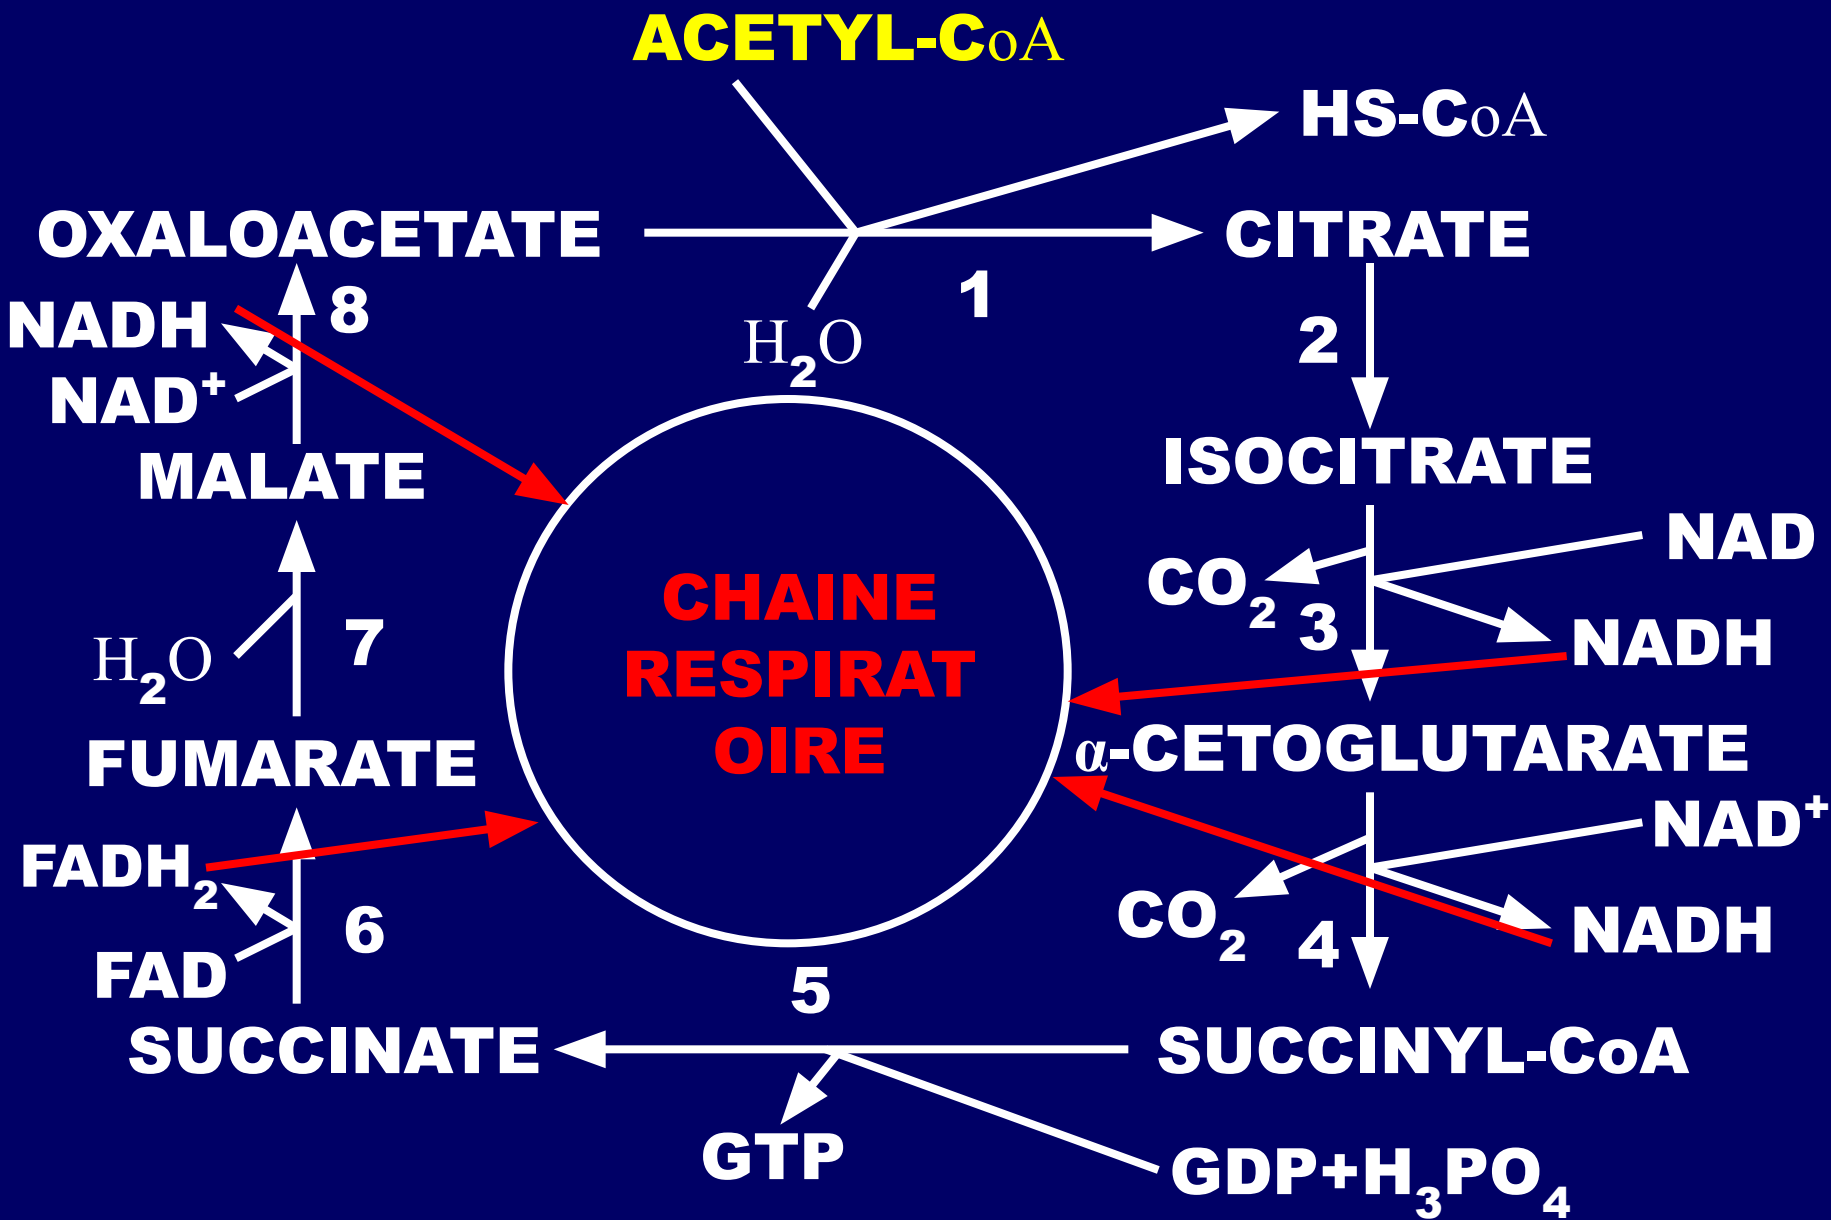 ACETYL-CoA
HS-CoA
OXALOACETATE
CITRATE
8
1
NADH
H₂O
2
NAD⁺
MALATE
ISOCITRATE
NAD
CO₂
3
CHAINE
RESPIRAT
OIRE
7
H₂O
NADH
FUMARATE
α-CETOGLUTARATE
NAD⁺
FADH₂
CO₂
4
NADH
6
FAD
5
SUCCINATE
SUCCINYL-CoA
GTP
GDP+H₃PO₄